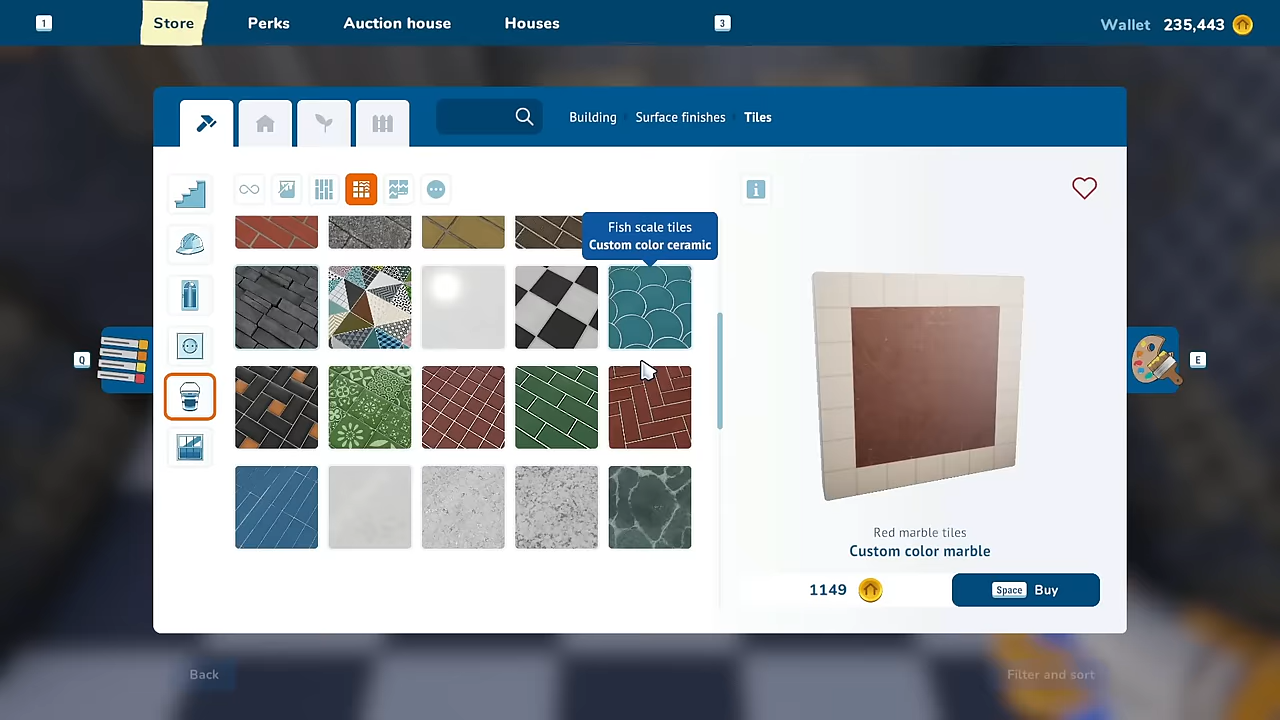 1
Store
Perks
Auction house
Houses
3
Wallet 235,443
Building
Surface finishes
Tiles
Fish scale tiles
Custom color ceramic
Q
E
Red marble tiles
Custom color marble
1149
Space Buy
Back
Filter and sort